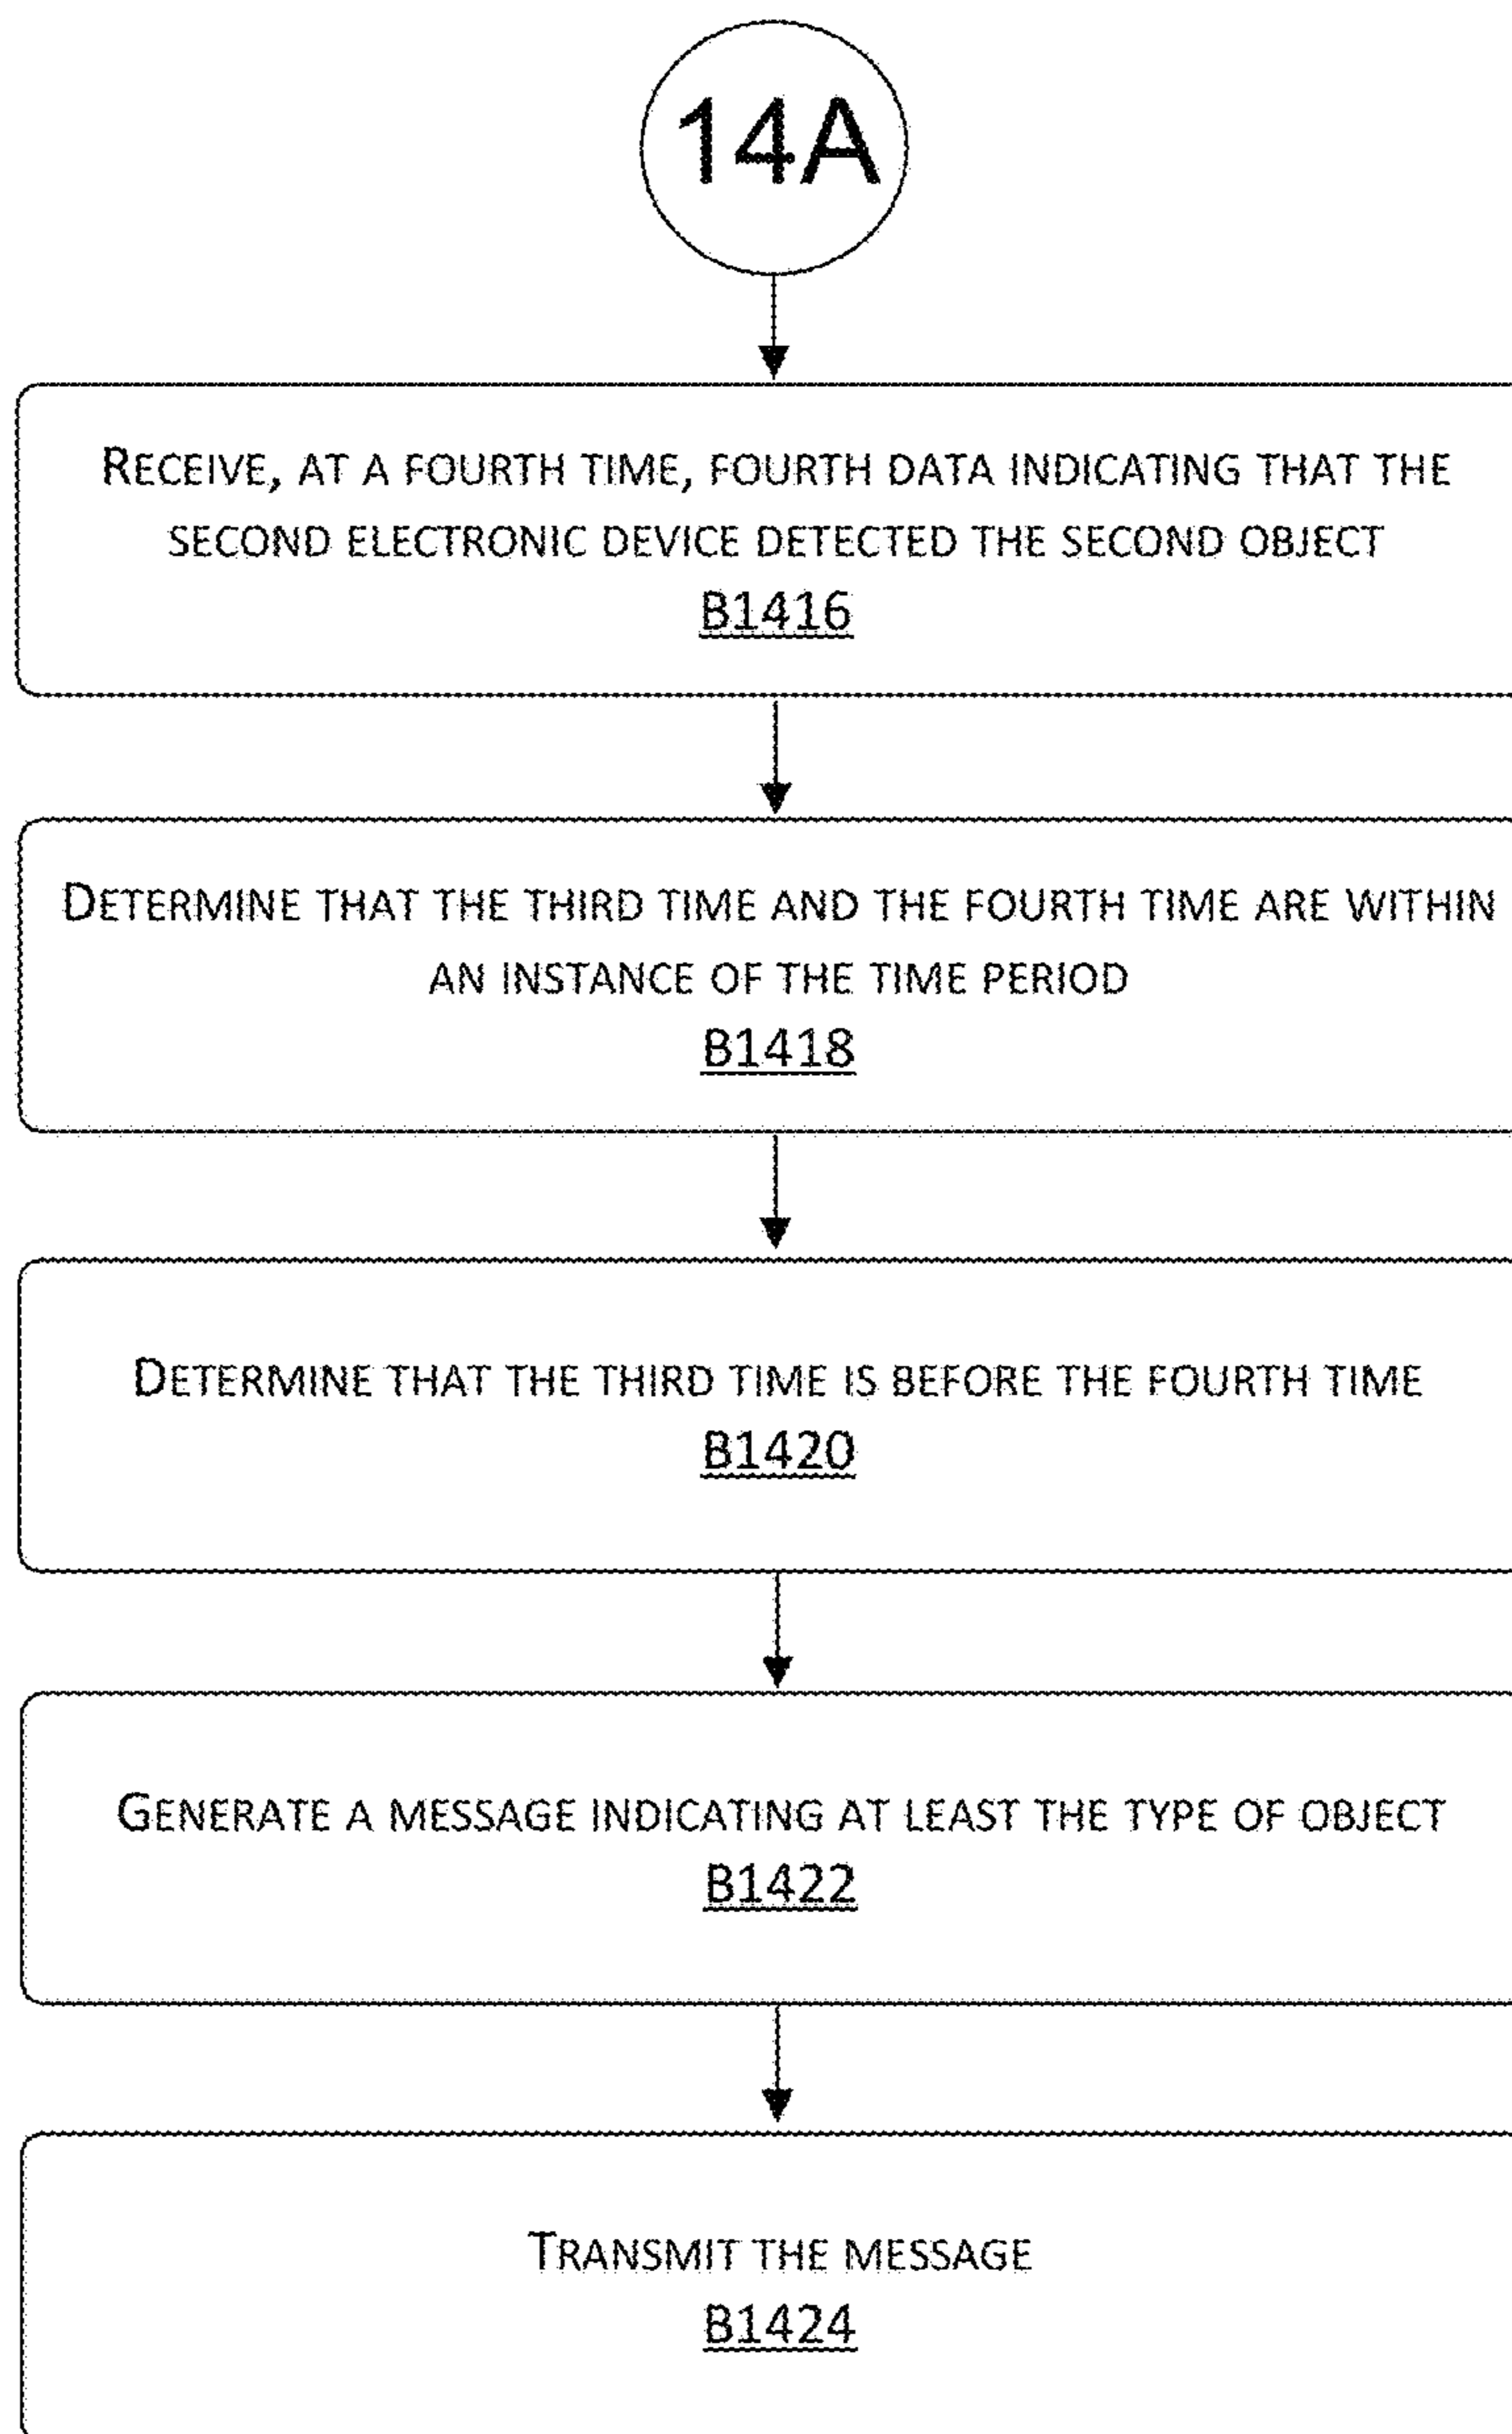 14A
RECEIVE, AT A FOURTH TIME, FOURTH DATA INDICATING THAT THE
SECOND ELECTRONIC DEVICE DETECTED THE SECOND OBJECT
B1416
DETERMINE THAT THE THIRD TIME AND THE FOURTH TIME ARE WITHIN
AN INSTANCE OF THE TIME PERIOD
B1418
DETERMINE THAT THE THIRD TIME IS BEFORE THE FOURTH TIME
B1420
GENERATE A MESSAGE INDICATING AT LEAST THE TYPE OF OBJECT
B1422
TRANSMIT THE MESSAGE
B1424